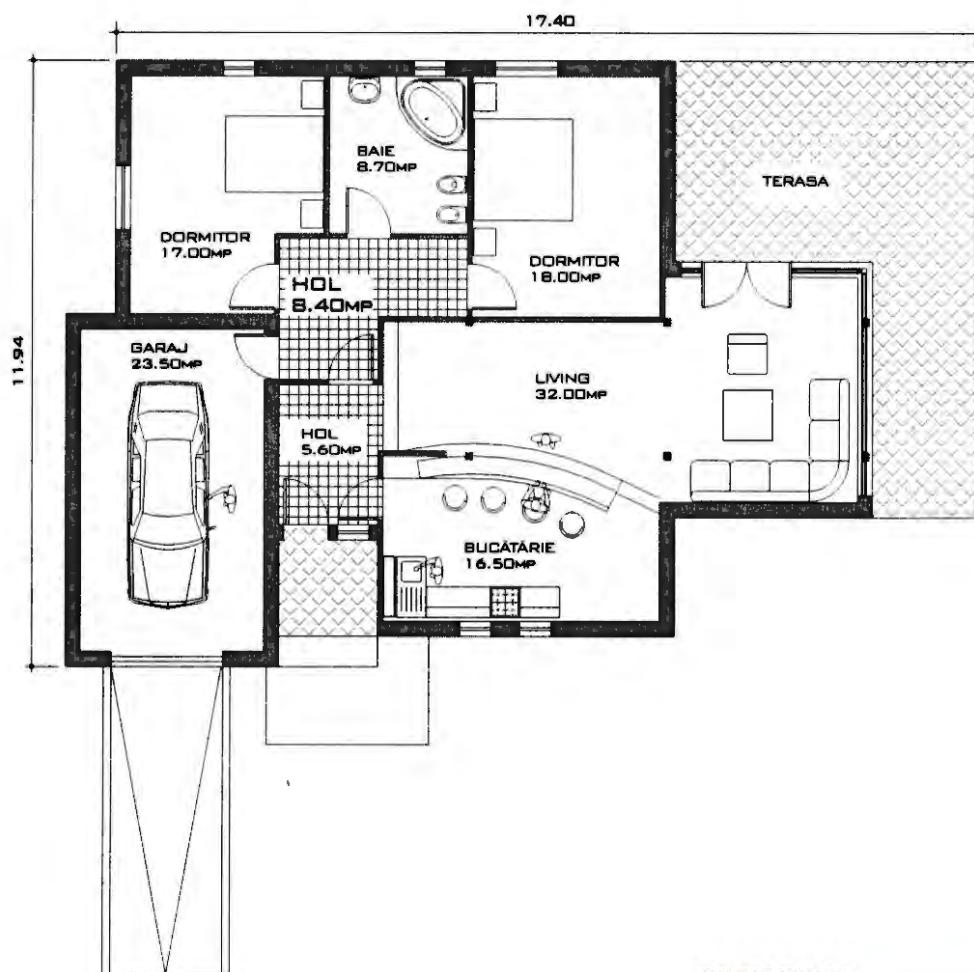 17.40
11.94
BAIE
8.70MP
TERASA
DORMITOR
17.00MP
DORMITOR
18.00MP
HOL
8.40MP
GARAJ
23.50MP
LIVING
32.00MP
HOL
5.60MP
BUCĂTĂRIE
16.50MP